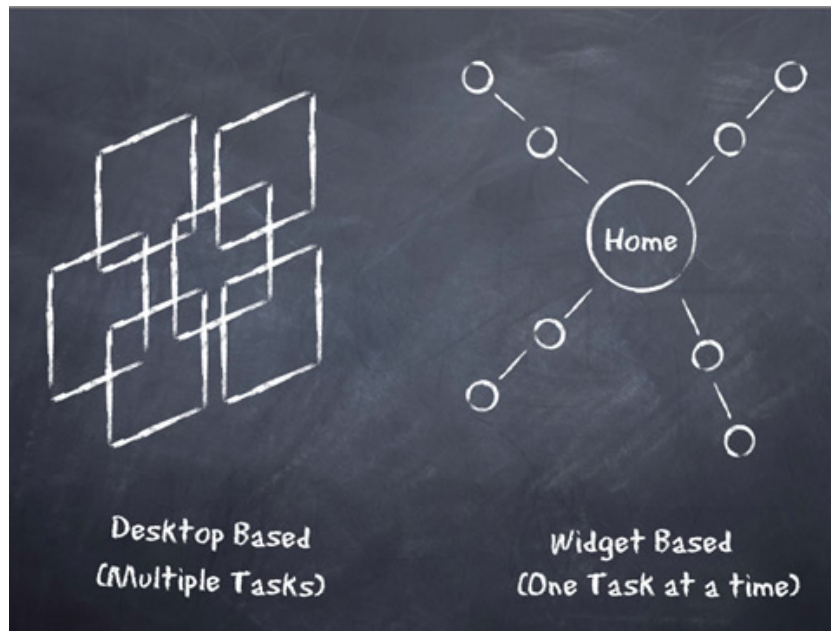 Home
Desktop Based
(Multiple Tasks)
Widget Based
(One Task at a time)